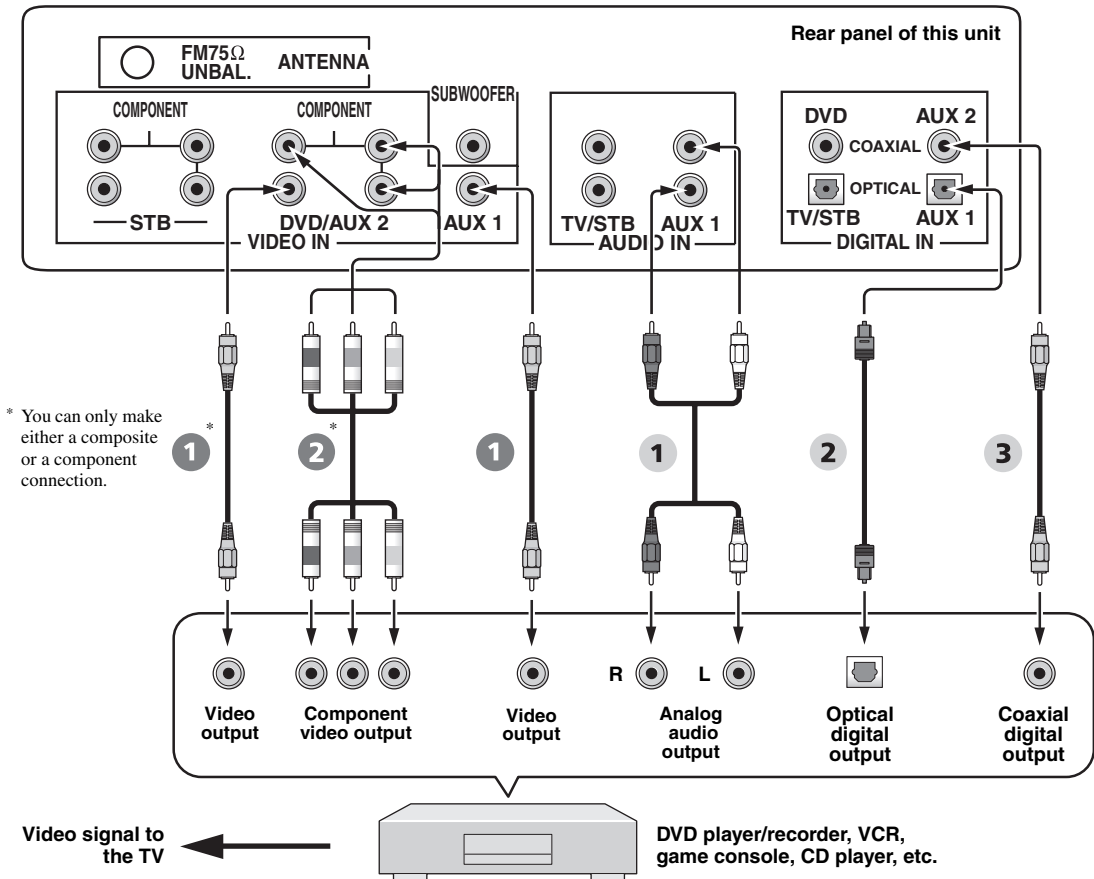 Rear panel of this unit
FM75Ω
UNBAL.
ANTENNA
COMPONENT
COMPONENT
SUBWOOFER
STB
DVD/AUX 2
AUX 1
VIDEO IN
TV/STB
AUX 1
AUDIO IN
DVD
AUX 2
COAXIAL
OPTICAL
TV/STB
AUX 1
DIGITAL IN
* You can only make
either a composite
or a component
connection.
1*
2*
1
1
2
3
R
L
Video
output
Component
video output
Video
output
Analog
audio
output
Optical
digital
output
Coaxial
digital
output
Video signal to
the TV
DVD player/recorder, VCR,
game console, CD player, etc.